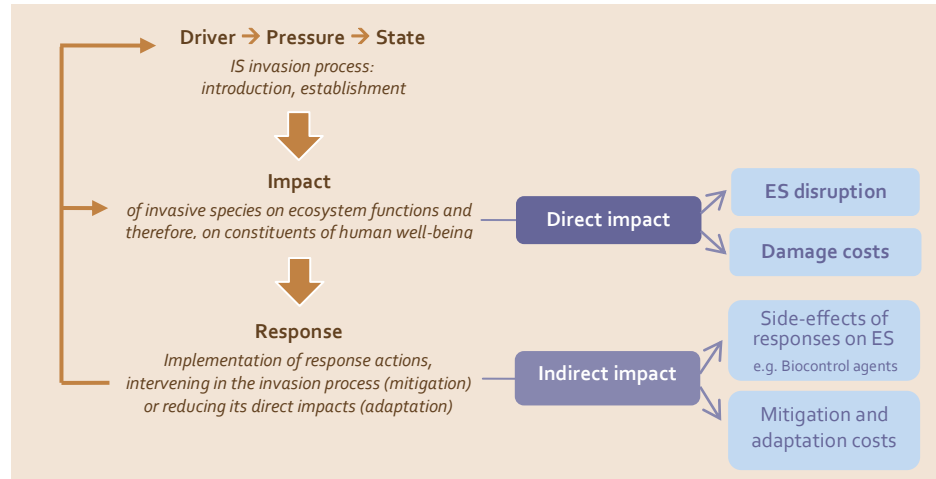 Driver → Pressure → State
IS invasion process:
introduction, establishment
Impact
of invasive species on ecosystem functions and
therefore, on constituents of human well-being
Direct impact
ES disruption
Damage costs
Response
Implementation of response actions,
intervening in the invasion process (mitigation)
or reducing its direct impacts (adaptation)
Indirect impact
Side-effects of
responses on ES
e.g. Biocontrol agents
Mitigation and
adaptation costs